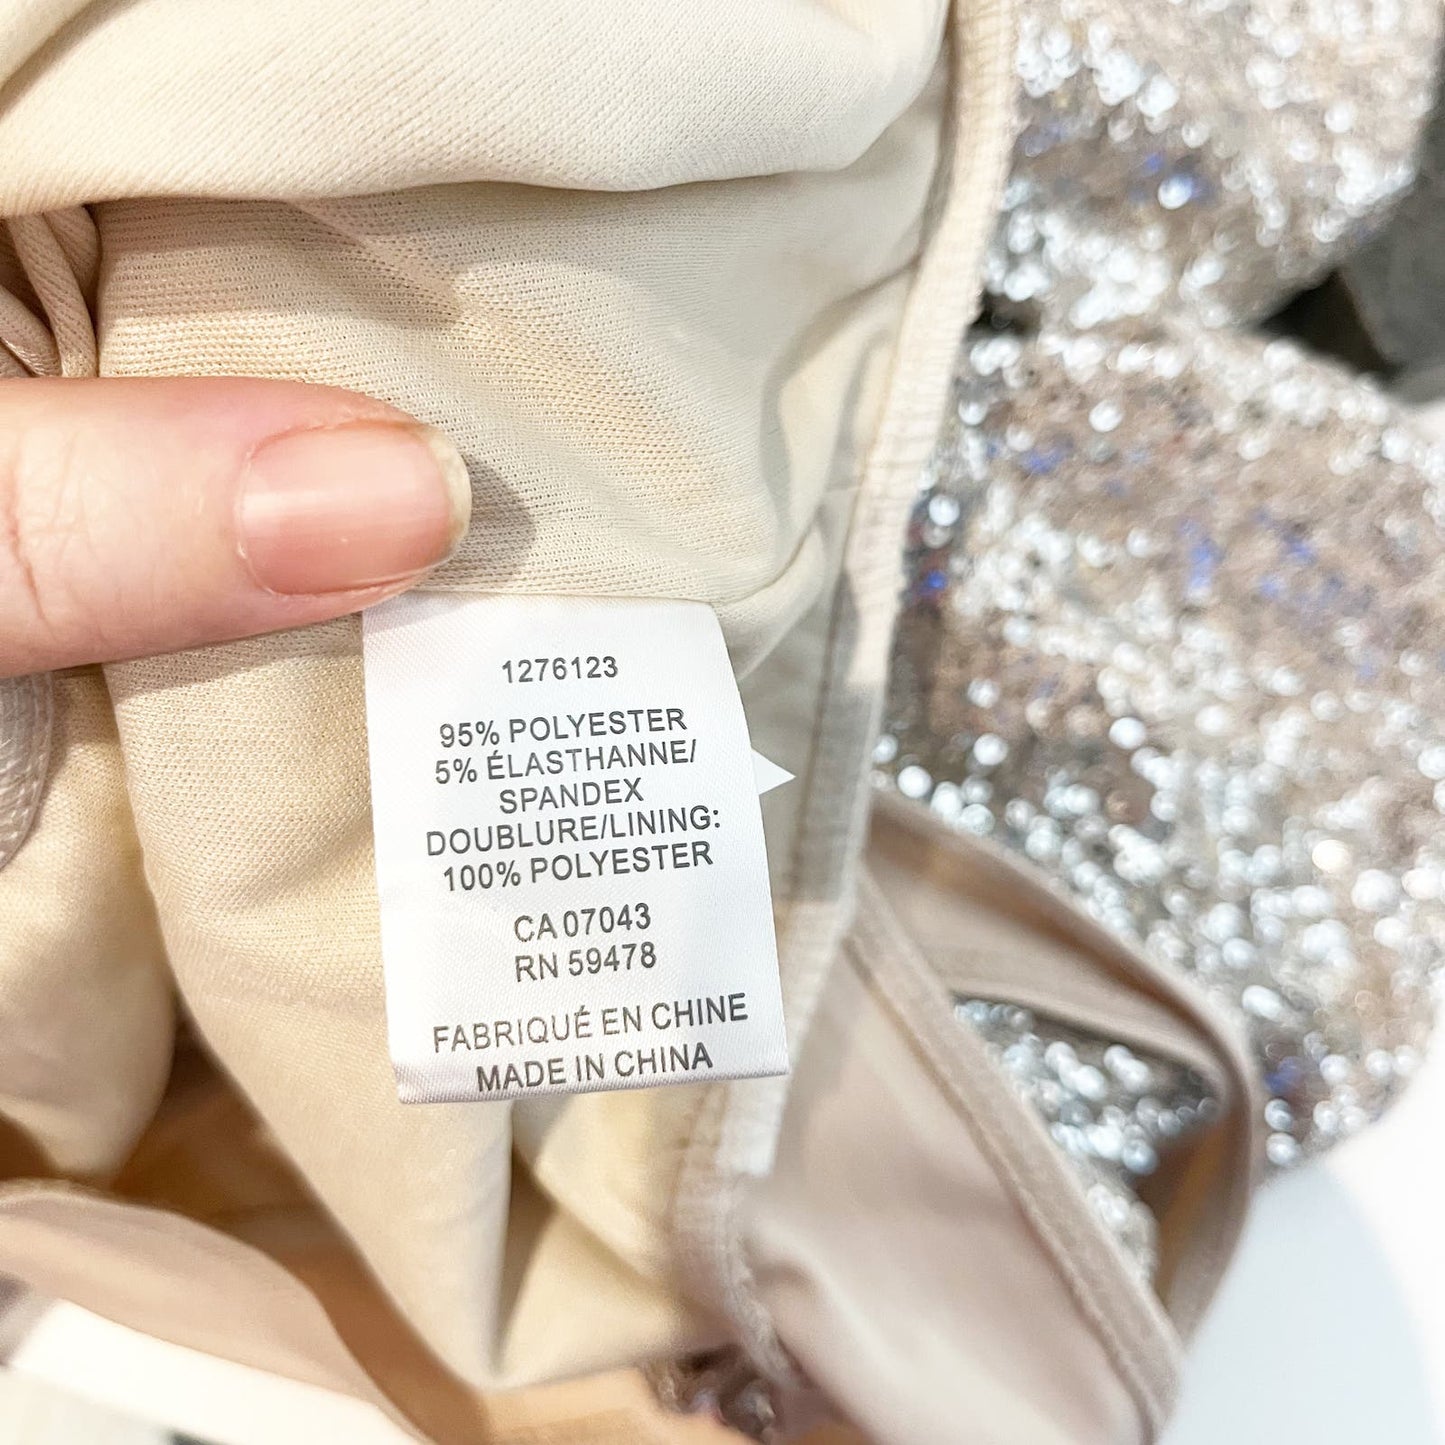 1276123
95% POLYESTER
5% ÉLASTHANNE/
SPANDEX
DOUBLURE/LINING:
100% POLYESTER
CA 07043
RN 59478
FABRIQUÉ EN CHINE
MADE IN CHINA